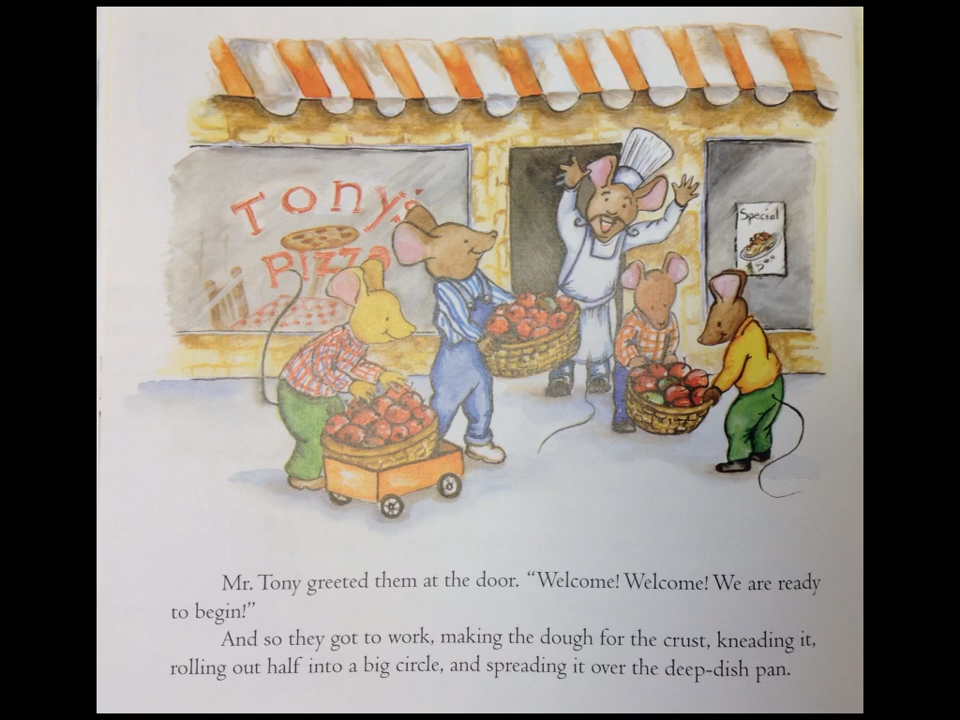 Tony's
Pizza
Special
Mr. Tony greeted them at the door. “Welcome! Welcome! We are ready
to begin!”
And so they got to work, making the dough for the crust, kneading it,
rolling out half into a big circle, and spreading it over the deep-dish pan.